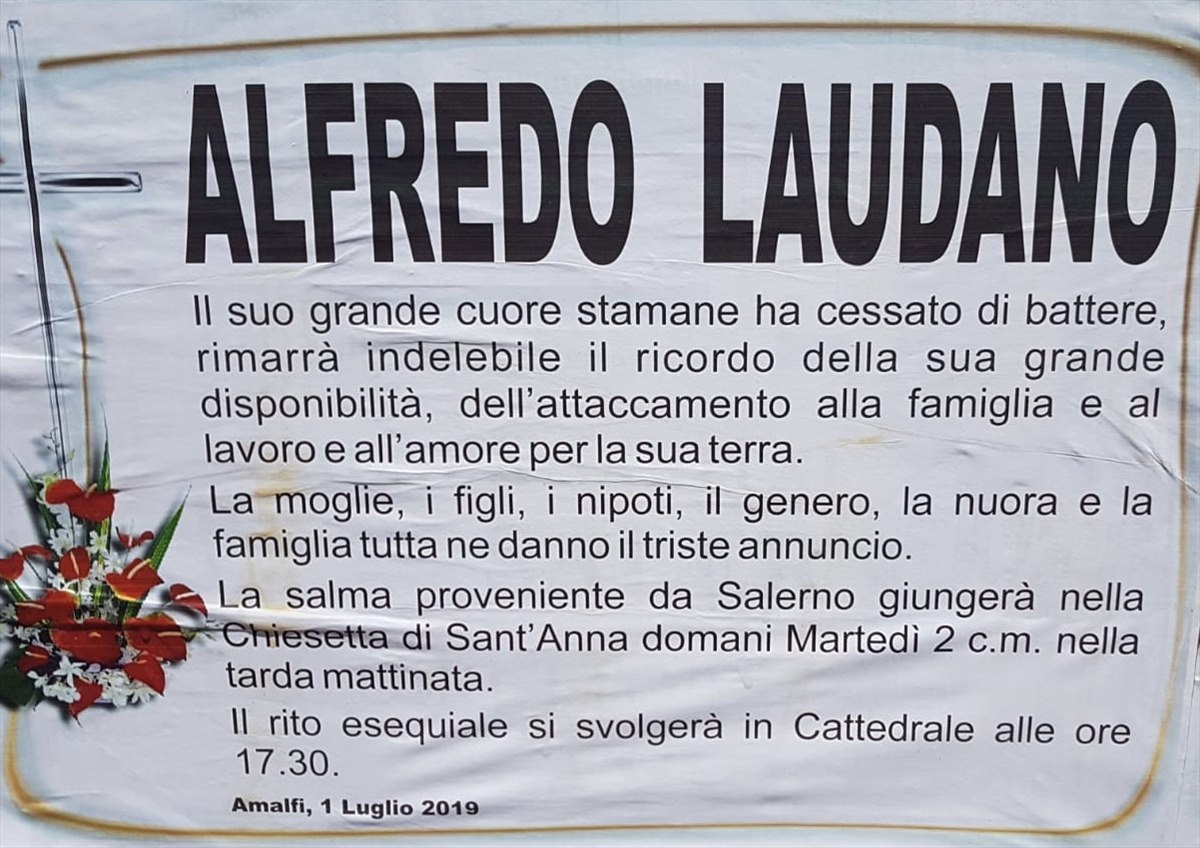 ALFREDO LAUDANO
Il suo grande cuore stamane ha cessato di battere,
rimarrà indelebile il ricordo della sua grande
disponibilità, dell'attaccamento alla famiglia e al
lavoro e all'amore per la sua terra.
La moglie, i figli, i nipoti, il genero, la nuora e la
famiglia tutta ne danno il triste annuncio.
La salma proveniente da Salerno giungerà nella
Chiesetta di Sant'Anna domani Martedì 2 c.m. nella
tarda mattinata.
Il rito esequiale si svolgerà in Cattedrale alle ore
17.30.
Amalfi, 1 Luglio 2019